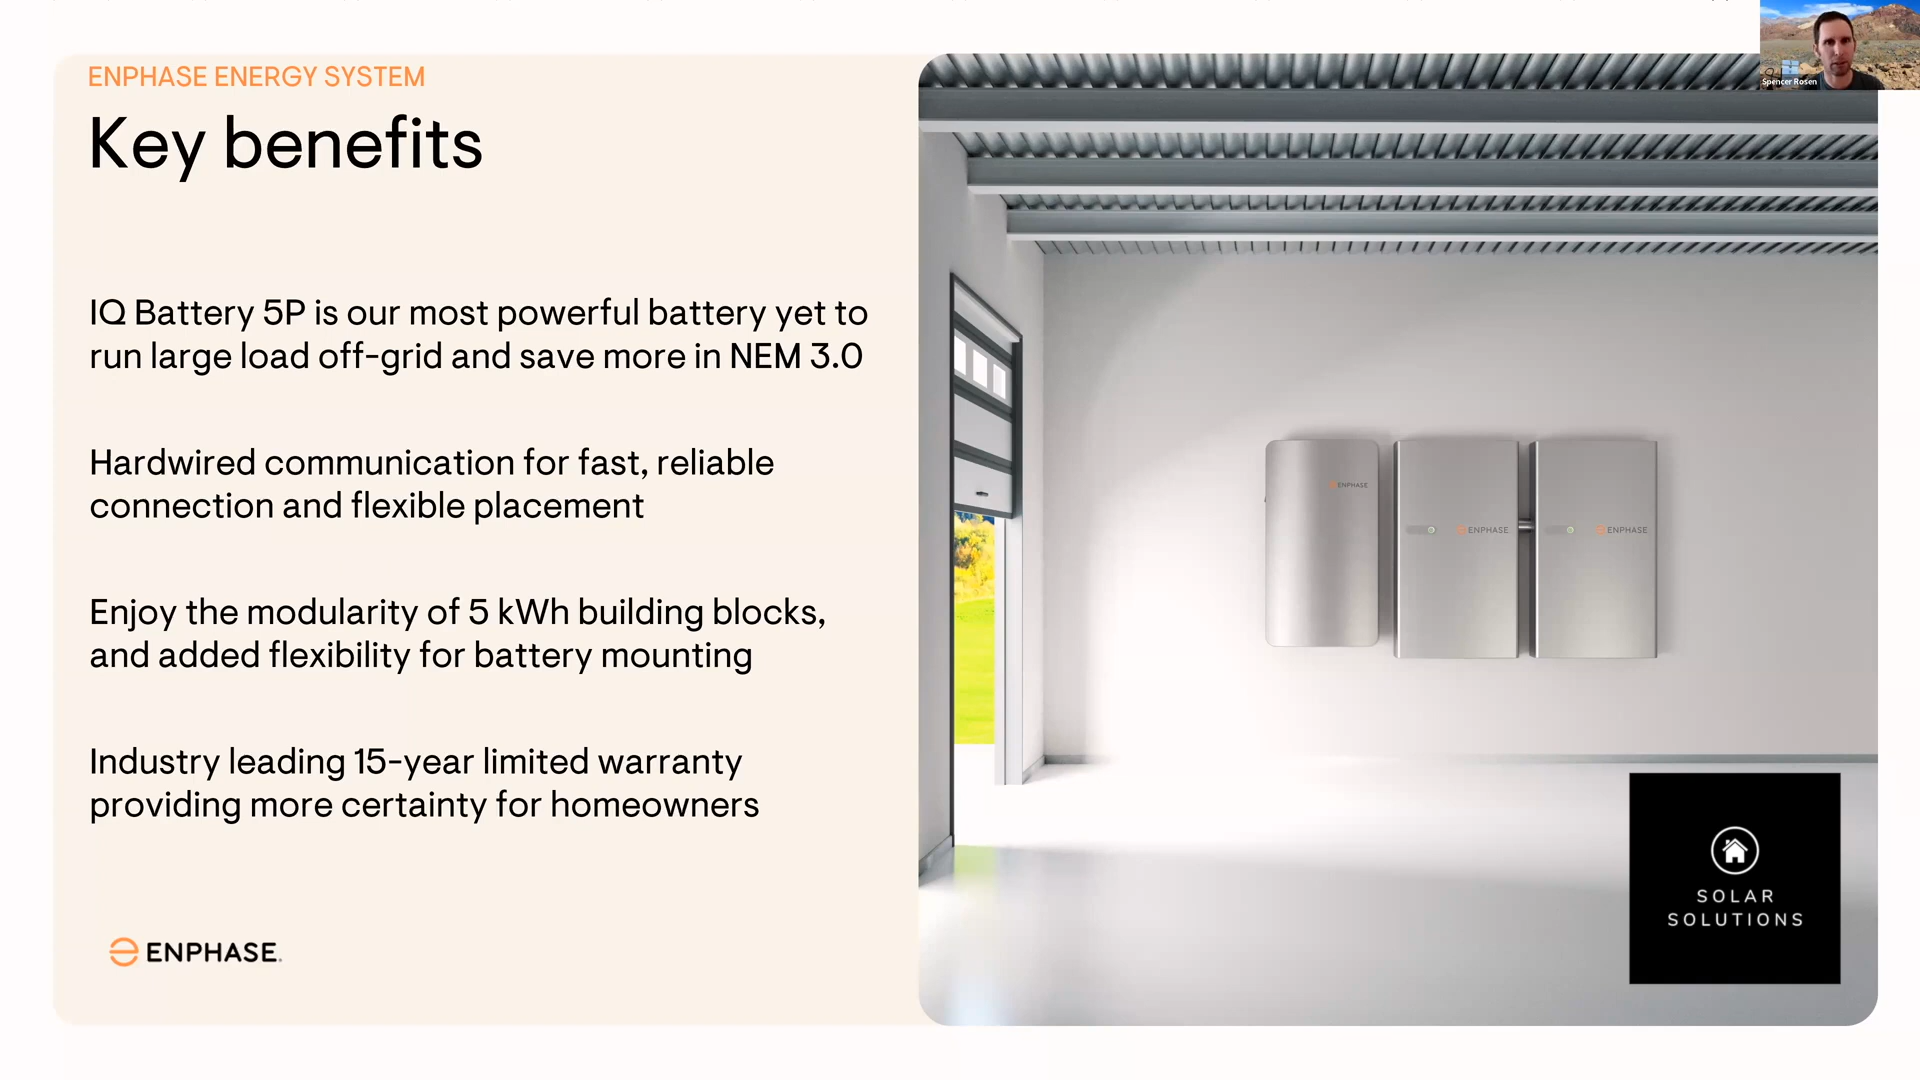 ENPHASE ENERGY SYSTEM
Key benefits
IQ Battery 5P is our most powerful battery yet to
run large load off-grid and save more in NEM 3.0
Hardwired communication for fast, reliable
connection and flexible placement
Enjoy the modularity of 5 kWh building blocks,
and added flexibility for battery mounting
Industry leading 15-year limited warranty
providing more certainty for homeowners
ENPHASE.
Spencer Rosen
ENPHASE
ENPHASE
ENPHASE
SOLAR
SOLUTIONS